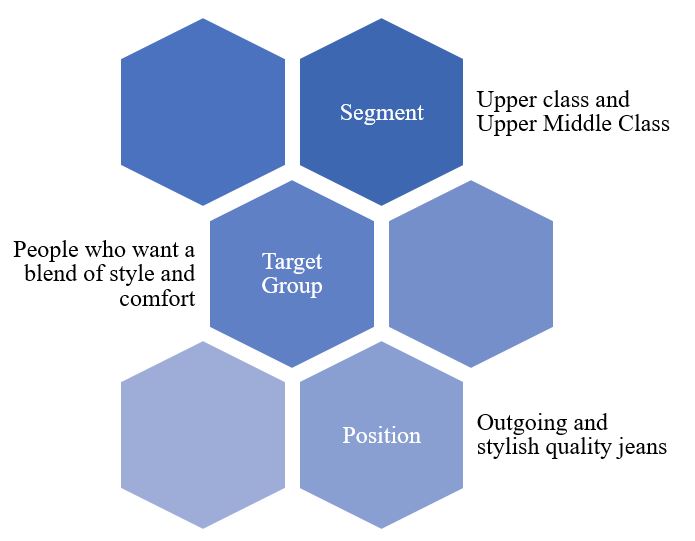 Segment
Upper class and
Upper Middle Class
People who want a
blend of style and
comfort
Target
Group
Position
Outgoing and
stylish quality jeans